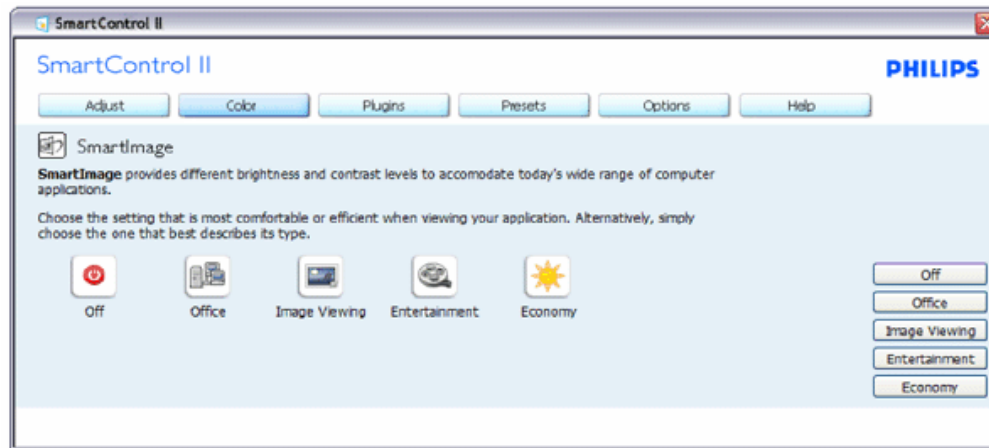 SmartControl II
SmartControl II
PHILIPS
Adjust Color Plugins Presets Options Help
SmartImage
SmartImage provides different brightness and contrast levels to accomodate today's wide range of computer
applications.
Choose the setting that is most comfortable or efficient when viewing your application. Alternatively, simply
choose the one that best describes its type.
Off Office Image Viewing Entertainment Economy
Off
Office
Image Viewing
Entertainment
Economy